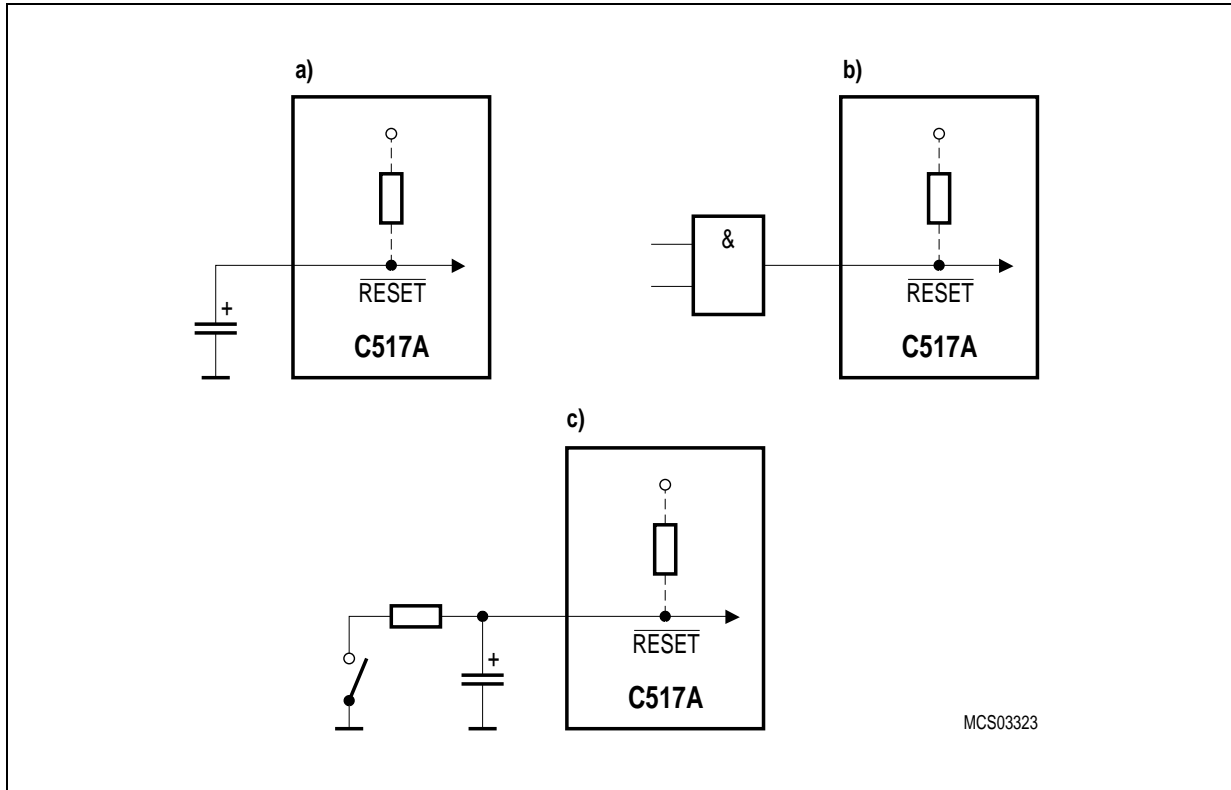 a)
+
RESET
C517A
b)
&
RESET
C517A
c)
+
RESET
C517A
MCS03323